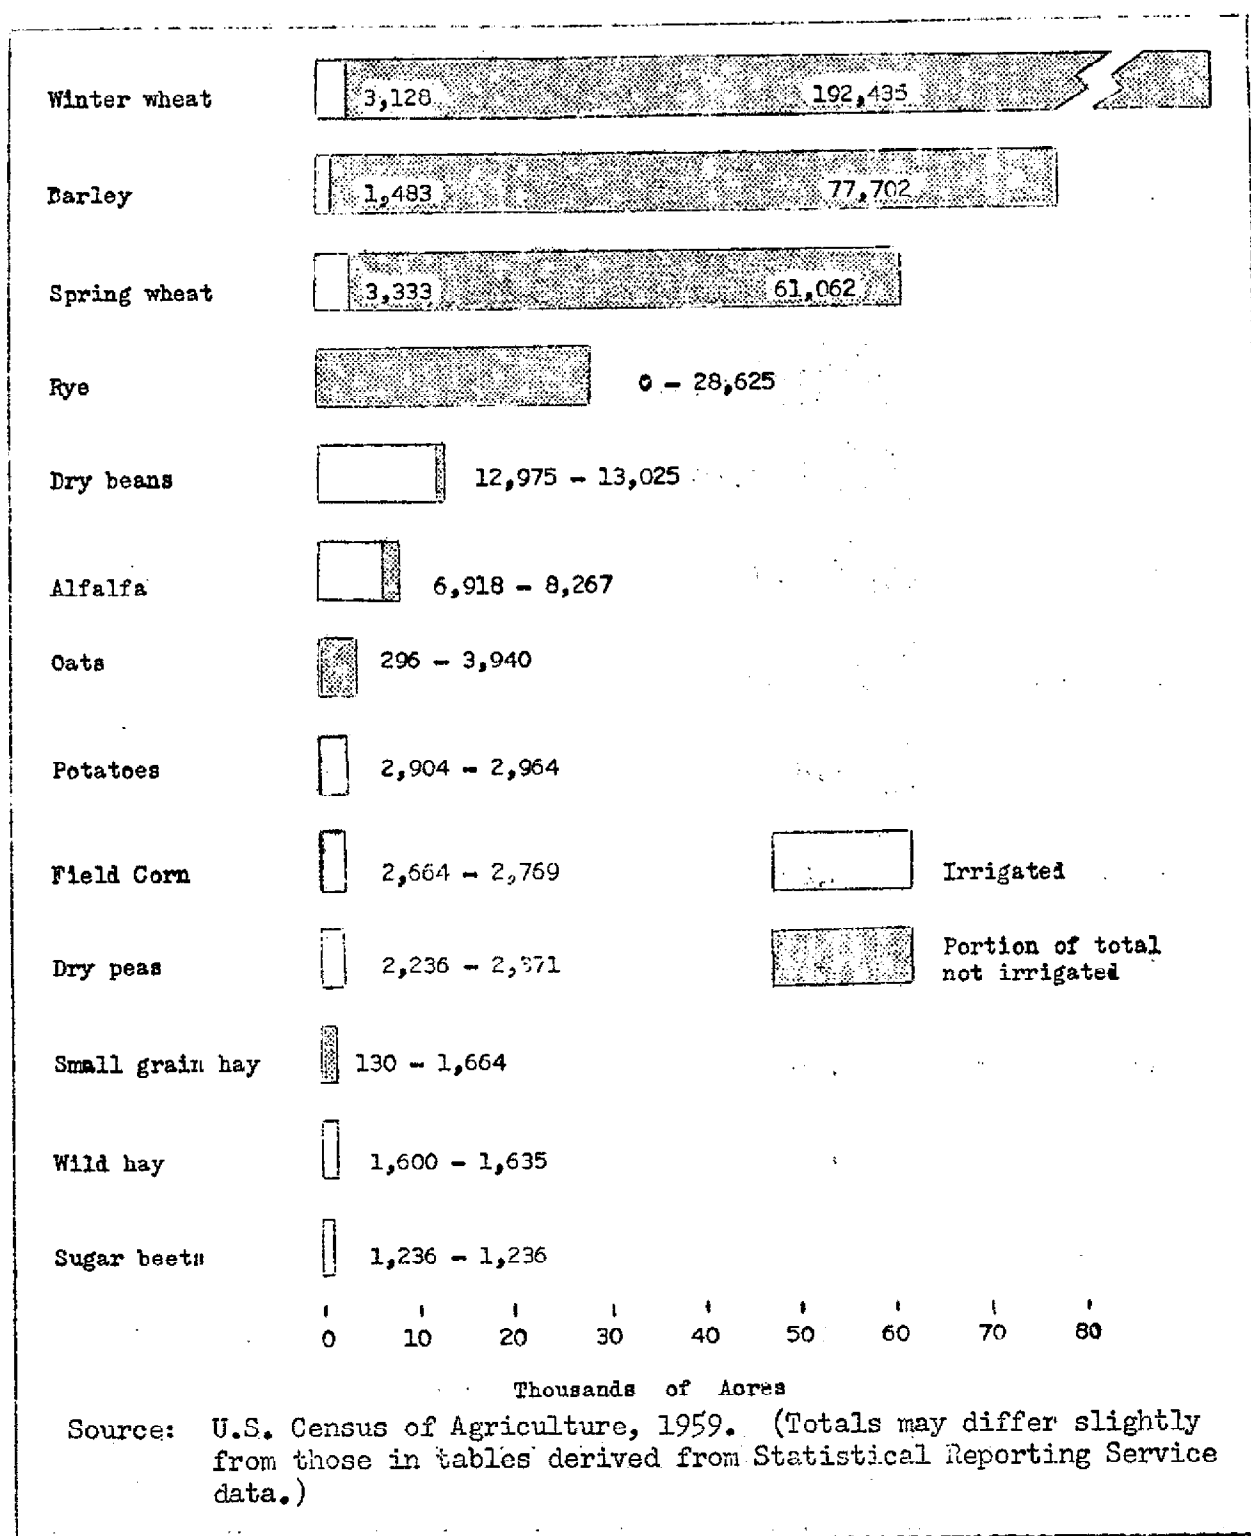 Winter wheat 3,128 192,435
Barley 1,483 77,702
Spring wheat 3,333 61,062
Rye 0 - 28,625
Dry beans 12,975 - 13,025
Alfalfa 6,918 - 8,267
Oats 296 - 3,940
Potatoes 2,904 - 2,964
Field Corn 2,664 - 2,769
Irrigated
Dry peas 2,236 -
Portion of total
not irrigated
Small grain hay 130 - 1,664
Wild hay 1,600 - 1,635
Sugar beets 1,236 - 1,236
0 10 20 30 40 50 60 70 80
Thousands of Acres
Source: U.S. Census of Agriculture, 1959. (Totals may differ slightly
from those in tables derived from Statistical Reporting Service
data.)